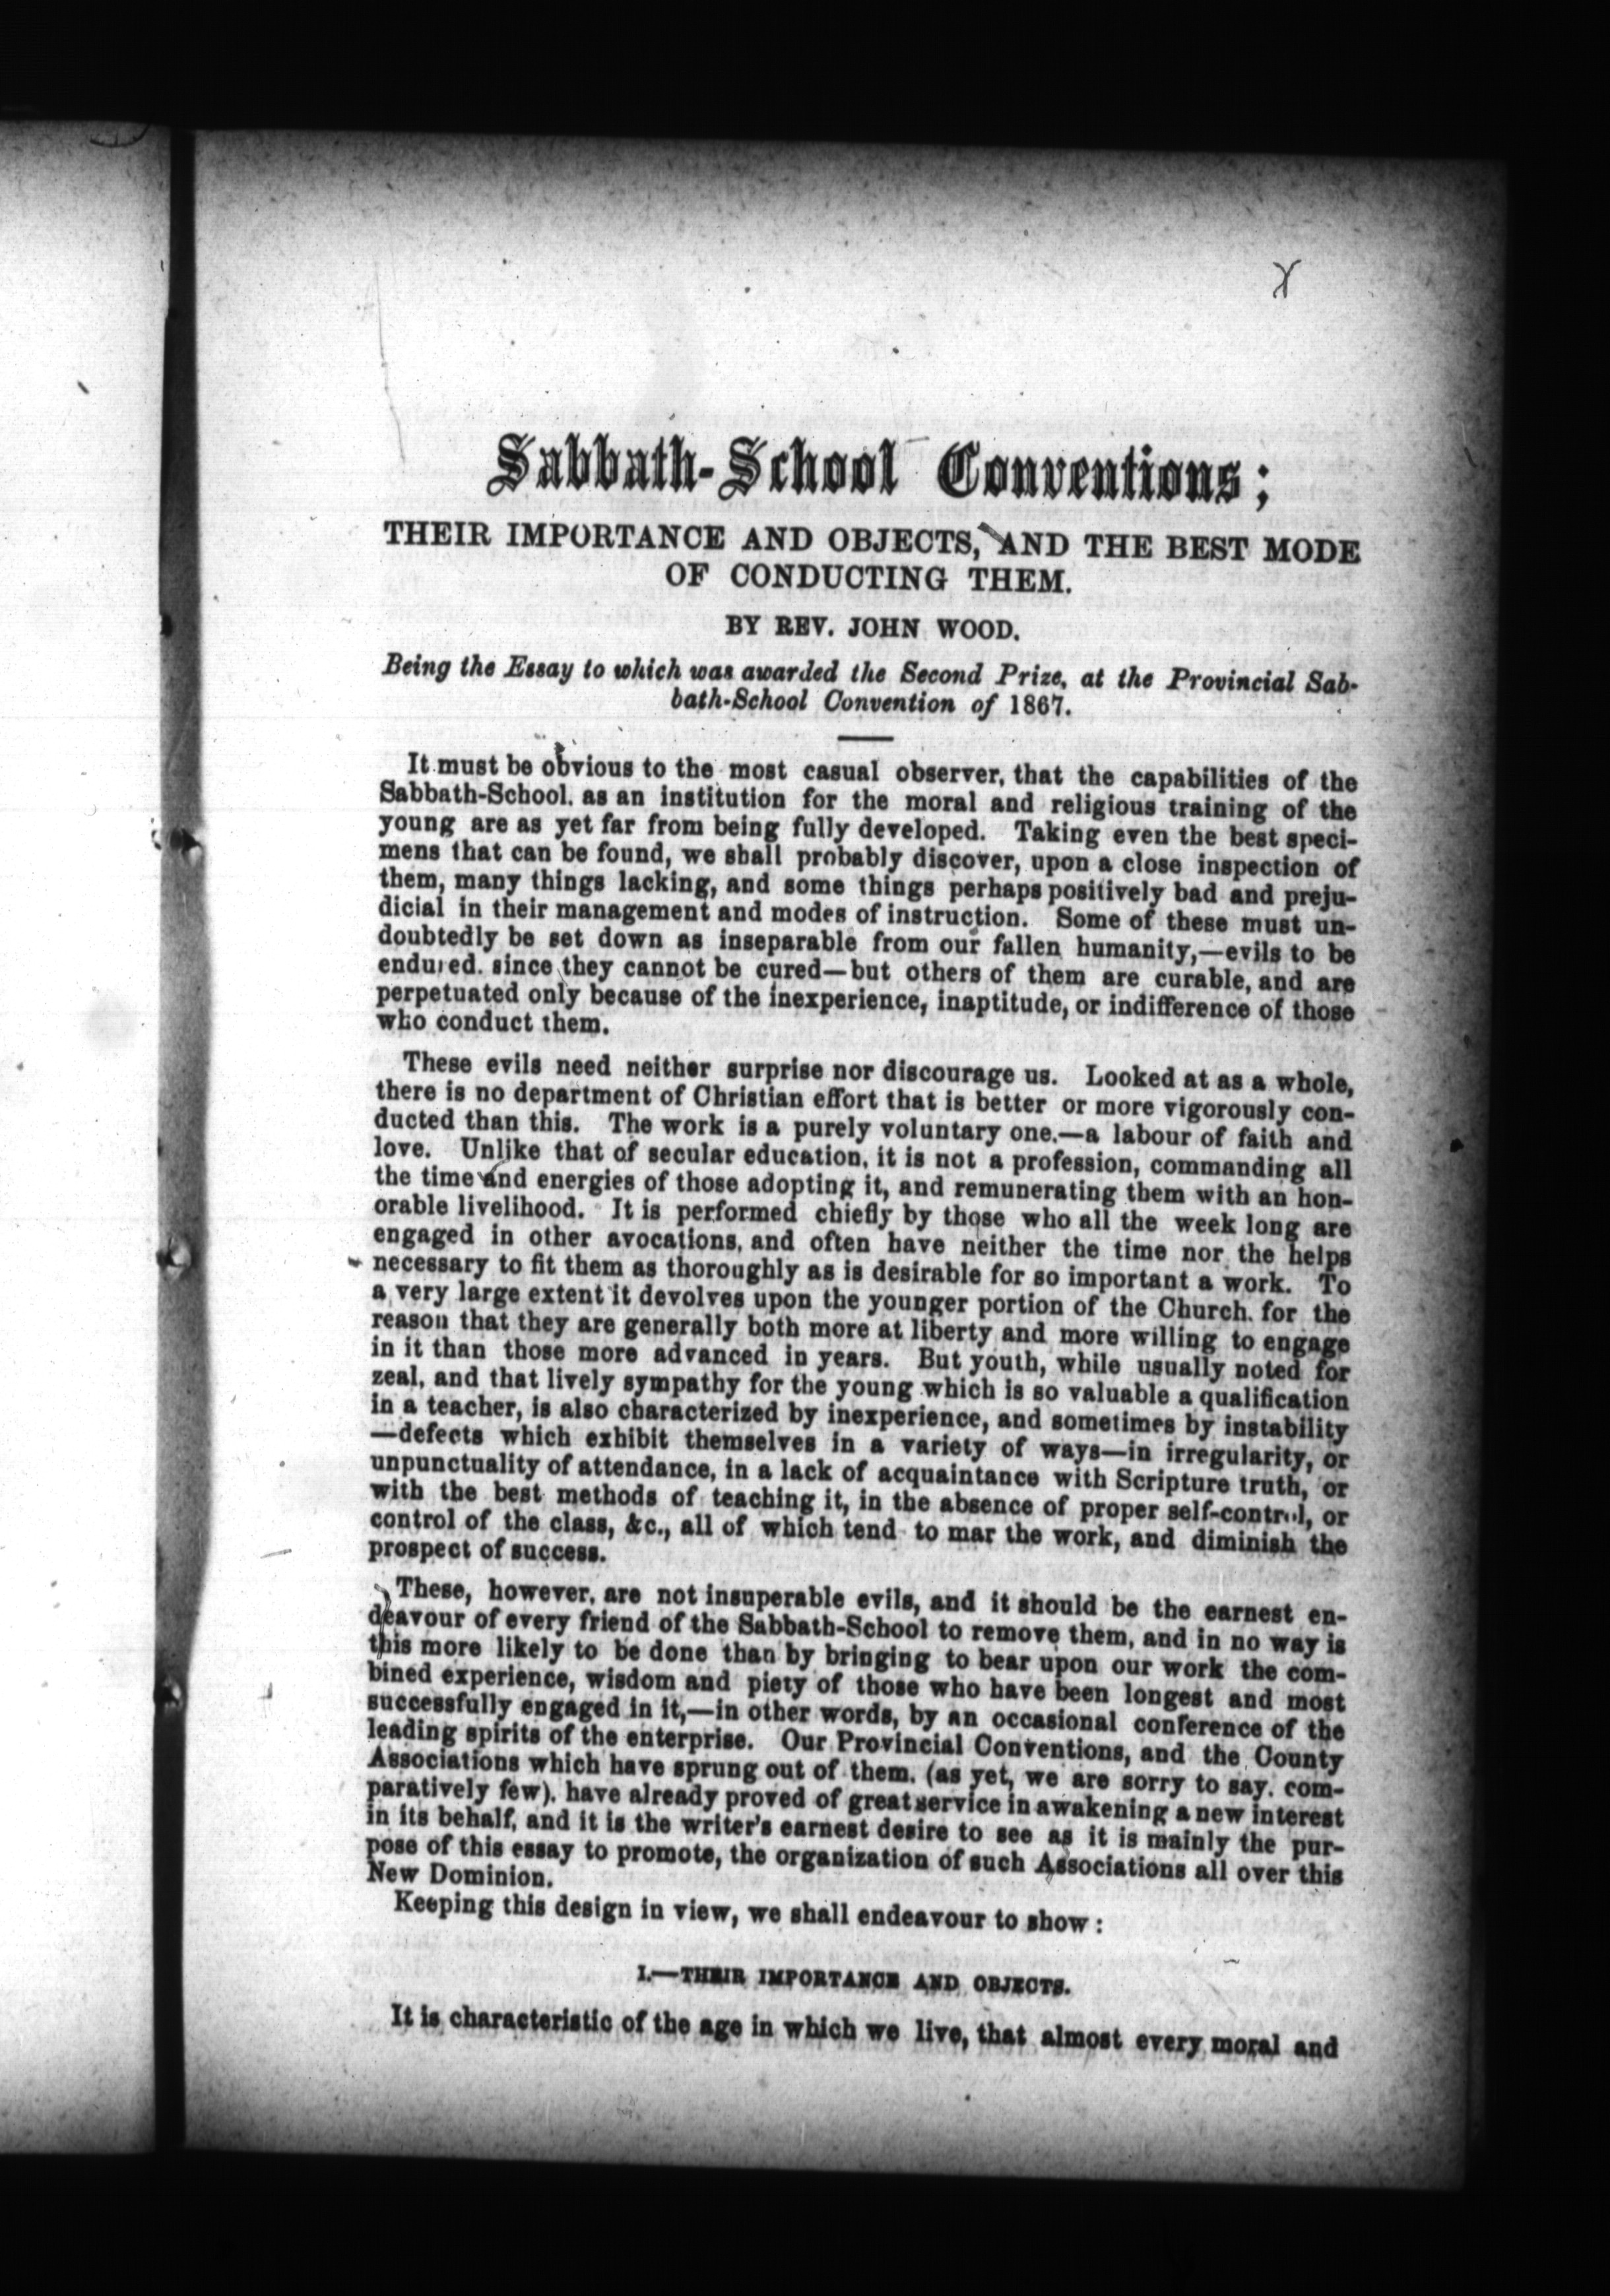 Sabbath-School Conventions;
THEIR IMPORTANCE AND OBJECTS, AND THE BEST MODE
OF CONDUCTING THEM.
BY REV. JOHN WOOD.
Being the Essay to which was awarded the Second Prize, at the Provincial Sab-
bath-School Convention of 1867.
It must be obvious to the most casual observer, that the capabilities of the
Sabbath-School. as an institution for the moral and religious training of the
young are as yet far from being fully developed. Taking even the best speci-
mens that can be found, we shall probably discover, upon a close inspection of
them, many things lacking, and some things perhaps positively bad and preju-
dicial in their management and modes of instruction. Some of these must un-
doubtedly be set down as inseparable from our fallen humanity,—evils to be
endured. since they cannot be cured—but others of them are curable, and are
perpetuated only because of the inexperience, inaptitude, or indifference of those
who conduct them.
These evils need neither surprise nor discourage us. Looked at as a whole,
there is no department of Christian effort that is better or more vigorously con-
ducted than this. The work is a purely voluntary one.—a labour of faith and
love. Unlike that of secular education, it is not a profession, commanding all
the time and energies of those adopting it, and remunerating them with an hon-
orable livelihood. It is performed chiefly by those who all the week long are
engaged in other avocations, and often have neither the time nor the helps
necessary to fit them as thoroughly as is desirable for so important a work. To
a very large extent it devolves upon the younger portion of the Church. for the
reason that they are generally both more at liberty and more willing to engage
in it than those more advanced in years. But youth, while usually noted for
zeal, and that lively sympathy for the young which is so valuable a qualification
in a teacher, is also characterized by inexperience, and sometimes by instability
—defects which exhibit themselves in a variety of ways—in irregularity, or
unpunctuality of attendance, in a lack of acquaintance with Scripture truth, or
with the best methods of teaching it, in the absence of proper self-control, or
control of the class, &c., all of which tend to mar the work, and diminish the
prospect of success.
These, however, are not insuperable evils, and it should be the earnest en-
deavour of every friend of the Sabbath-School to remove them, and in no way is
this more likely to be done than by bringing to bear upon our work the com-
bined experience, wisdom and piety of those who have been longest and most
successfully engaged in it,—in other words, by an occasional conference of the
leading spirits of the enterprise. Our Provincial Conventions, and the County
Associations which have sprung out of them. (as yet, we are sorry to say. com-
paratively few). have already proved of great service in awakening a new interest
in its behalf, and it is the writer's earnest desire to see as it is mainly the pur-
pose of this essay to promote, the organization of such Associations all over this
New Dominion.
Keeping this design in view, we shall endeavour to show:
I.—THEIR IMPORTANCE AND OBJECTS.
It is characteristic of the age in which we live, that almost every moral and